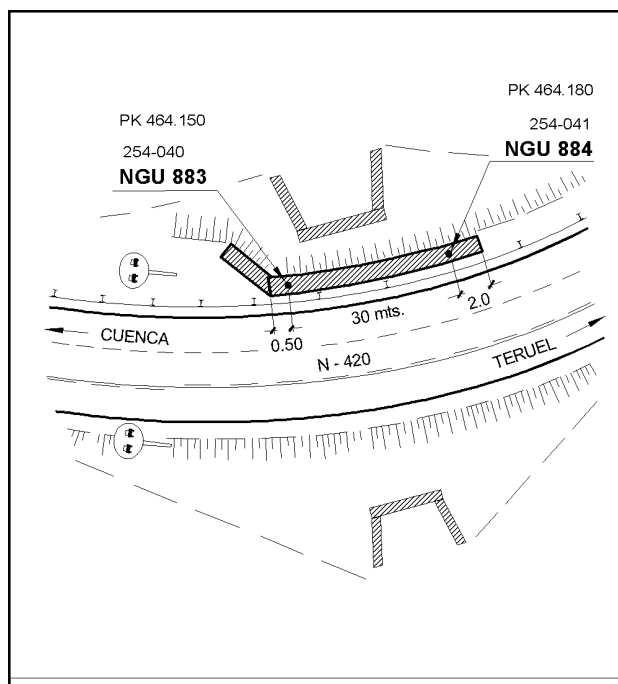 PK 464.180
254-041
NGU 884
PK 464.150
254-040
NGU 883
30 mts.
2.0
0.50
CUENCA
N - 420
TERUEL